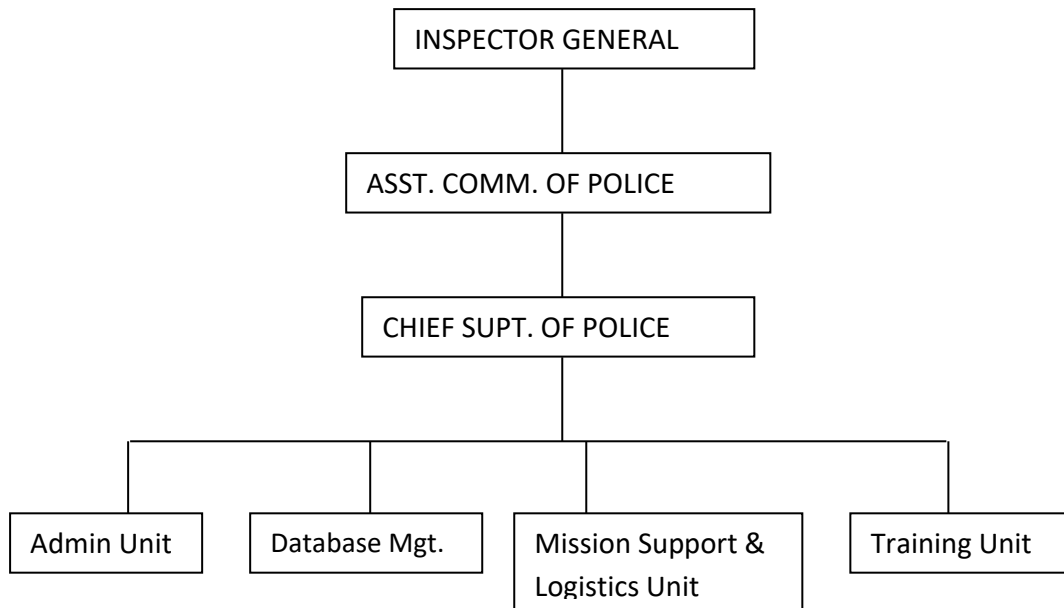 INSPECTOR GENERAL
ASST. COMM. OF POLICE
CHIEF SUPT. OF POLICE
Admin Unit
Database Mgt.
Mission Support &
Logistics Unit
Training Unit